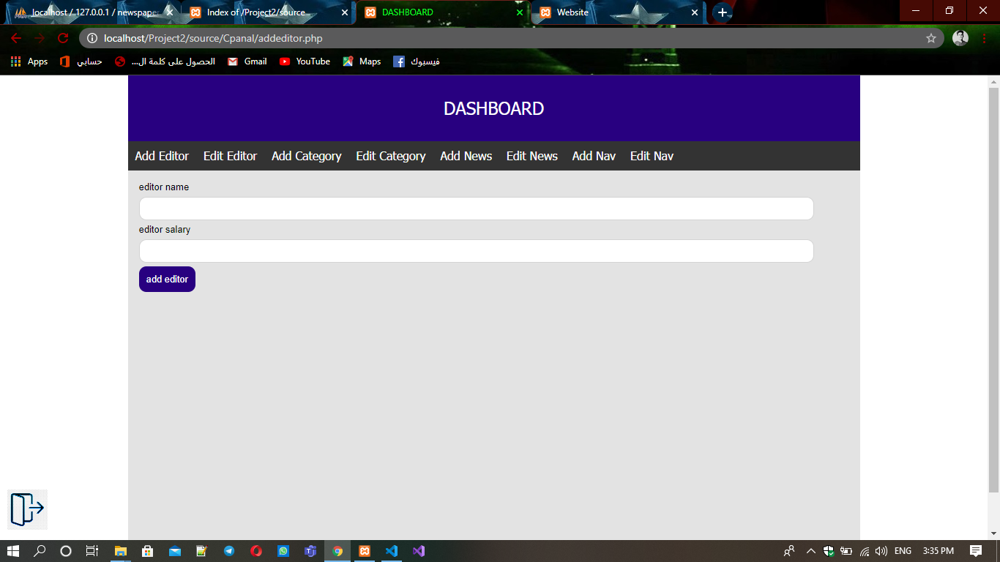 localhost / 127.0.0.1 / newspaper
Index of /Project2/source
DASHBOARD
Website
localhost/Project2/source/Cpanal/addeditor.php
Apps
حسابي
الحصول على كلمة ال...
Gmail
YouTube
Maps
فيسبوك
DASHBOARD
Add Editor Edit Editor Add Category Edit Category Add News Edit News Add Nav Edit Nav
editor name
editor salary
add editor
ENG 3:35 PM